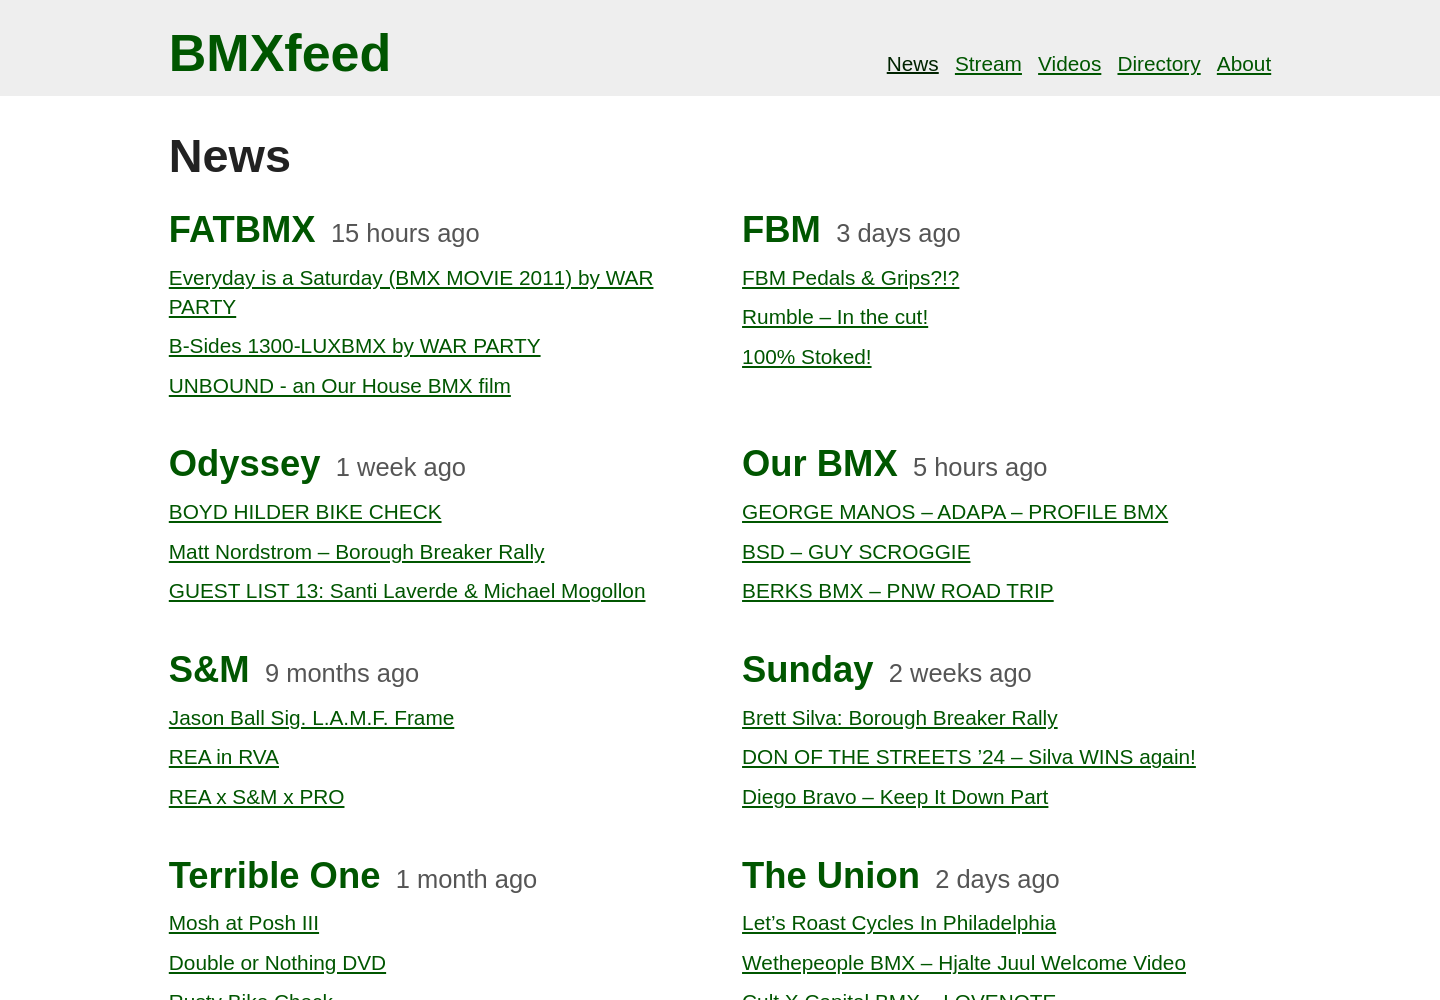 BMXfeed
News Stream Videos Directory About
News
FATBMX 15 hours ago
Everyday is a Saturday (BMX MOVIE 2011) by WAR
PARTY
B-Sides 1300-LUXBMX by WAR PARTY
UNBOUND - an Our House BMX film
FBM 3 days ago
FBM Pedals & Grips?!?
Rumble – In the cut!
100% Stoked!
Odyssey 1 week ago
BOYD HILDER BIKE CHECK
Matt Nordstrom – Borough Breaker Rally
GUEST LIST 13: Santi Laverde & Michael Mogollon
Our BMX 5 hours ago
GEORGE MANOS – ADAPA – PROFILE BMX
BSD – GUY SCROGGIE
BERKS BMX – PNW ROAD TRIP
S&M 9 months ago
Jason Ball Sig. L.A.M.F. Frame
REA in RVA
REA x S&M x PRO
Sunday 2 weeks ago
Brett Silva: Borough Breaker Rally
DON OF THE STREETS ’24 – Silva WINS again!
Diego Bravo – Keep It Down Part
Terrible One 1 month ago
Mosh at Posh III
Double or Nothing DVD
Rusty Bike Check
The Union 2 days ago
Let’s Roast Cycles In Philadelphia
Wethepeople BMX – Hjalte Juul Welcome Video
Cult X Capitol BMX – LOVENOTE